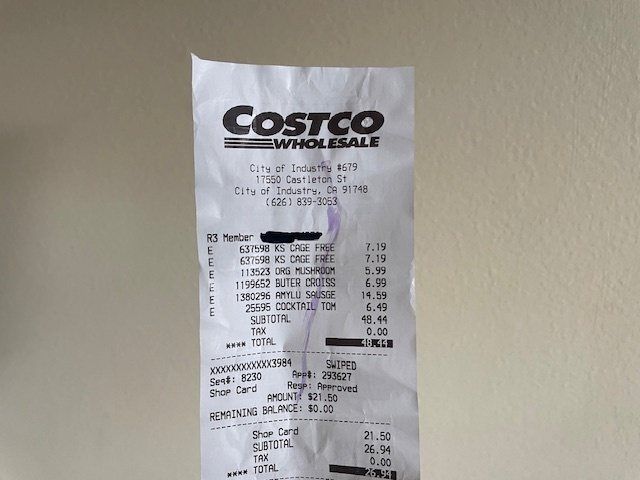 COSTCO
WHOLESALE
City of Industry #679
17550 Castleton St
City of Industry, CA 91748
(626) 839-3053
R3 Member
E 637598 KS CAGE FREE 7.19
E 637598 KS CAGE FREE 7.19
E 113523 ORG MUSHROOM 5.99
E 1199652 BUTER CROISS 6.99
E 1380296 AMYLU SAUSGE 14.59
E 25595 COCKTAIL TOM 6.49
SUBTOTAL 48.44
TAX 0.00
**** TOTAL 48.44
XXXXXXXXXXXX3984 SWIPED
Seq#: 8230 App#: 293627
Shop Card Resp: Approved
AMOUNT: $21.50
REMAINING BALANCE: $0.00
Shop Card 21.50
SUBTOTAL 26.94
TAX 0.00
**** TOTAL 26.94